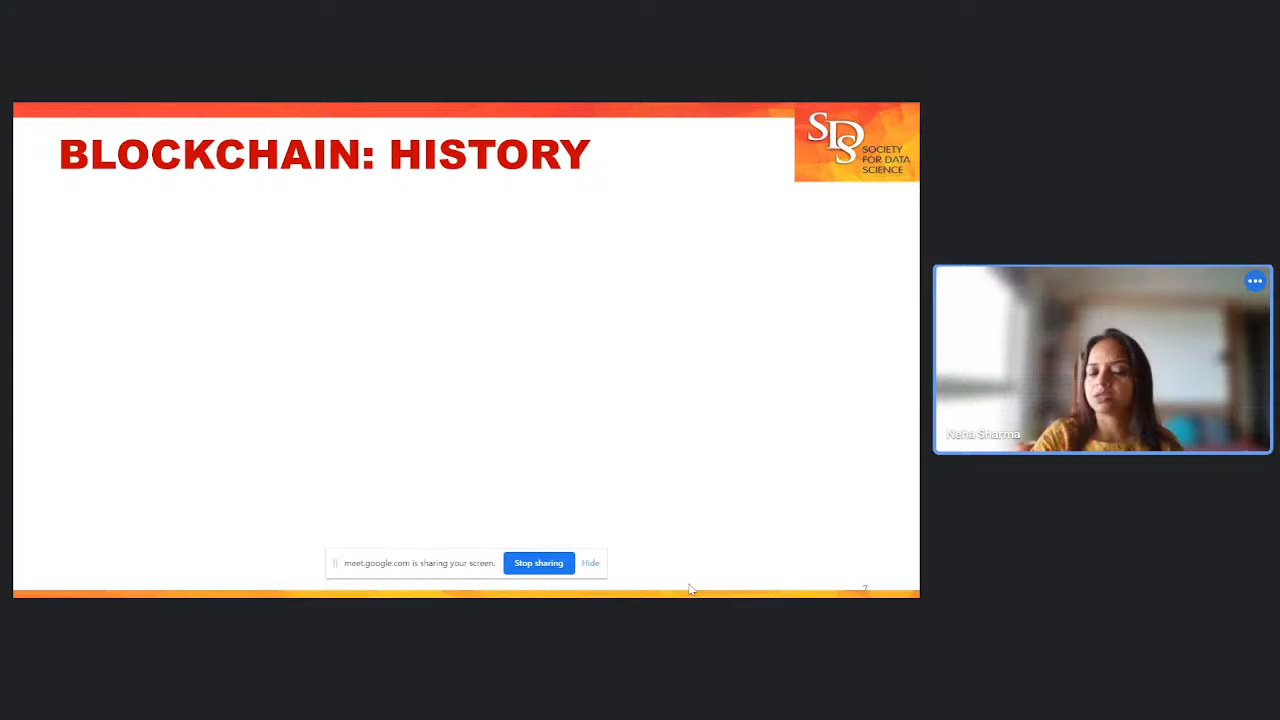 BLOCKCHAIN: HISTORY
SDS
SOCIETY
FOR DATA
SCIENCE
Neha Sharma
meet.google.com is sharing your screen.
Stop sharing
Hide
7